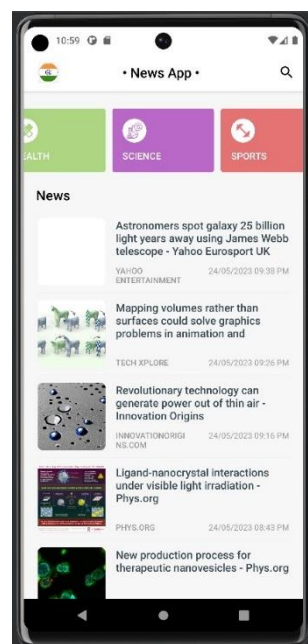 10:59
• News App •
EALTH
SCIENCE
SPORTS
News
Astronomers spot galaxy 25 billion
light years away using James Webb
telescope - Yahoo Eurosport UK
YAHOO
ENTERTAINMENT
24/05/2023 09:38 PM
Mapping volumes rather than
surfaces could solve graphics
problems in animation and
TECH XPLORE
24/05/2023 09:26 PM
Revolutionary technology can
generate power out of thin air -
Innovation Origins
INNOVATIONORIGI
NS.COM
24/05/2023 09:16 PM
Ligand-nanocrystal interactions
under visible light irradiation -
Phys.org
PHYS.ORG
24/05/2023 08:43 PM
New production process for
therapeutic nanovesicles - Phys.org